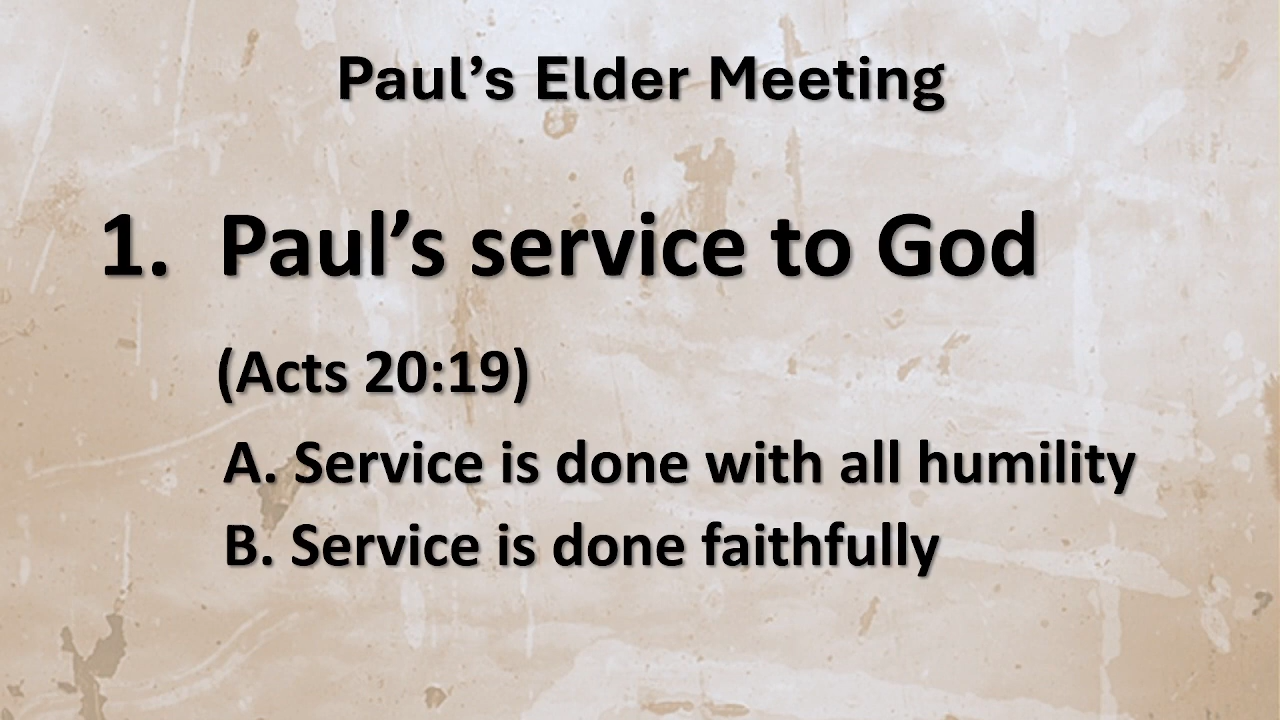 Paul’s Elder Meeting
1. Paul’s service to God
(Acts 20:19)
A. Service is done with all humility
B. Service is done faithfully